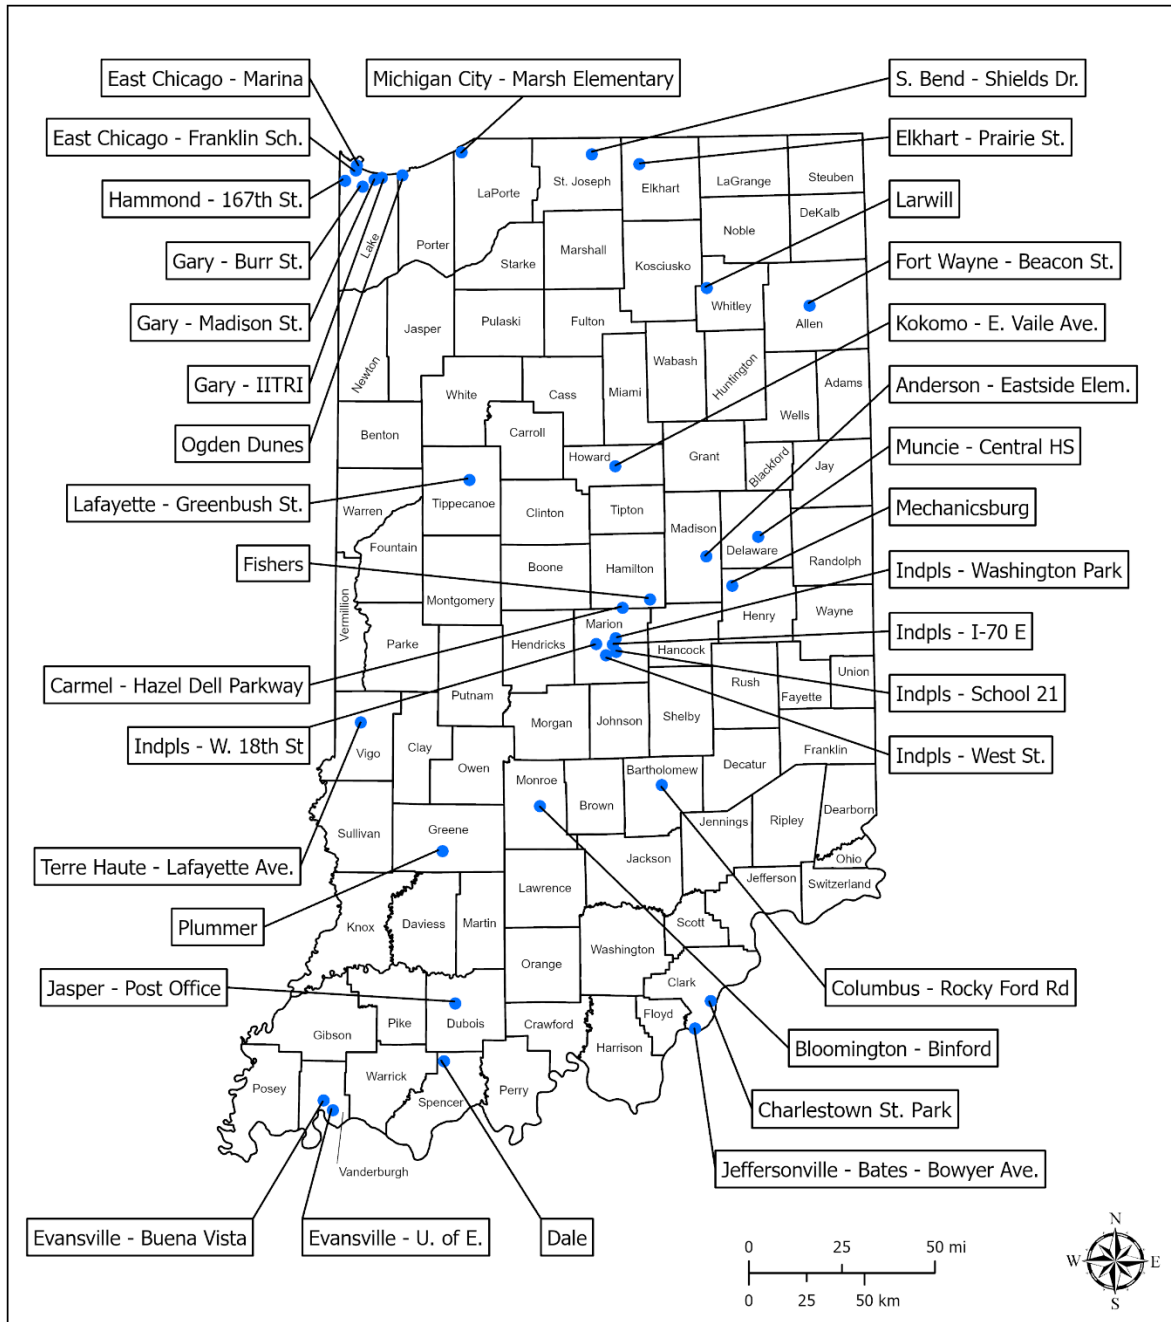 East Chicago - Marina
Michigan City - Marsh Elementary
S. Bend - Shields Dr.
East Chicago - Franklin Sch.
Elkhart - Prairie St.
Hammond - 167th St.
Larwill
Gary - Burr St.
Fort Wayne - Beacon St.
Gary - Madison St.
Kokomo - E. Vaile Ave.
Gary - IITRI
Anderson - Eastside Elem.
Ogden Dunes
Muncie - Central HS
Lafayette - Greenbush St.
Mechanicsburg
Fishers
Indpls - Washington Park
Indpls - I-70 E
Carmel - Hazel Dell Parkway
Indpls - School 21
Indpls - W. 18th St
Indpls - West St.
Terre Haute - Lafayette Ave.
Plummer
Jasper - Post Office
Columbus - Rocky Ford Rd
Bloomington - Binford
Charlestown St. Park
Jeffersonville - Bates - Bowyer Ave.
Evansville - Buena Vista
Evansville - U. of E.
Dale
Lake
Porter
LaPorte
St. Joseph
Elkhart
LaGrange
Steuben
DeKalb
Noble
Marshall
Starke
Kosciusko
Whitley
Allen
Newton
Jasper
Pulaski
Fulton
Wabash
Huntington
Miami
Cass
White
Adams
Wells
Benton
Carroll
Howard
Grant
Blackford
Jay
Tippecanoe
Warren
Clinton
Tipton
Madison
Delaware
Randolph
Fountain
Boone
Hamilton
Montgomery
Vermillion
Parke
Hendricks
Marion
Hancock
Henry
Wayne
Putnam
Rush
Fayette
Union
Morgan
Johnson
Shelby
Vigo
Clay
Owen
Monroe
Brown
Bartholomew
Decatur
Franklin
Sullivan
Greene
Jennings
Ripley
Dearborn
Ohio
Jackson
Lawrence
Jefferson
Switzerland
Knox
Daviess
Martin
Scott
Washington
Orange
Clark
Floyd
Harrison
Crawford
Dubois
Pike
Gibson
Posey
Warrick
Spencer
Perry
Vanderburgh
0 25 50 mi
0 25 50 km
N
W E
S